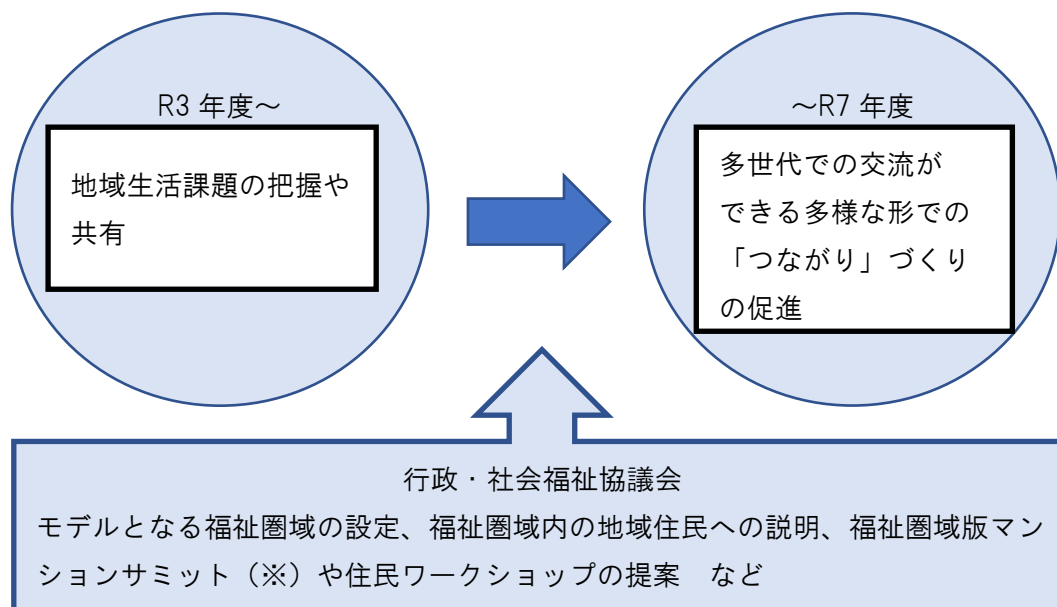 R3 年度～
地域生活課題の把握や
共有
～R7 年度
多世代での交流が
できる多様な形での
「つながり」づくり
の促進
行政・社会福祉協議会
モデルとなる福祉圏域の設定、福祉圏域内の地域住民への説明、福祉圏域版マン
ションサミット（※）や住民ワークショップの提案　など